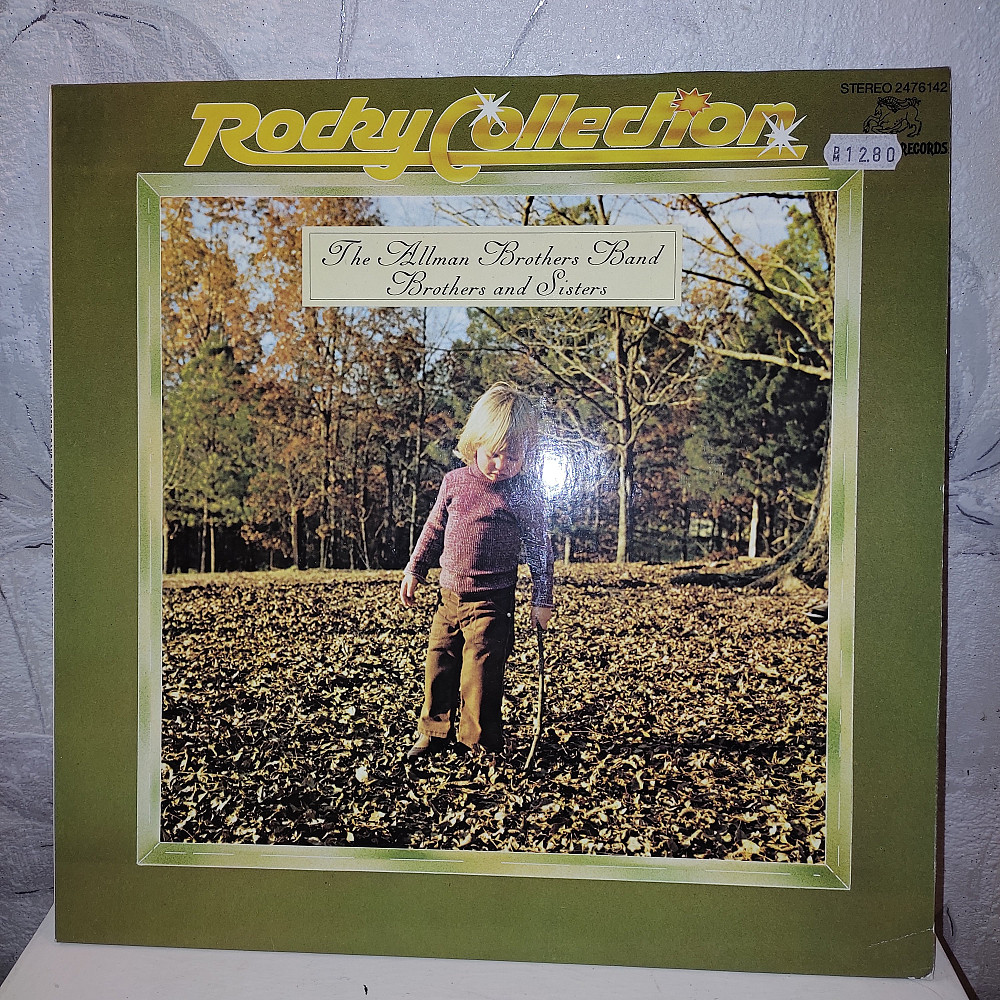 STEREO 2476142
Rocky Collection
RECORDS
12.80
The Allman Brothers Band
Brothers and Sisters